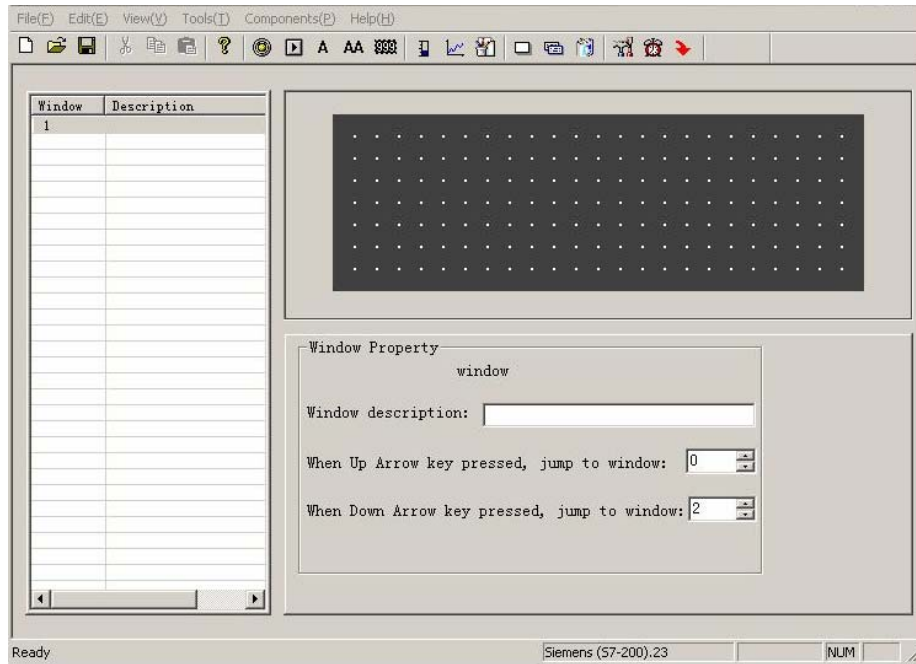 File(F) Edit(E) View(V) Tools(T) Components(P) Help(H)
A AA
Window Description
1
Window Property
window
Window description:
When Up Arrow key pressed, jump to window: 0
When Down Arrow key pressed, jump to window: 2
Ready Siemens (S7-200).23 NUM